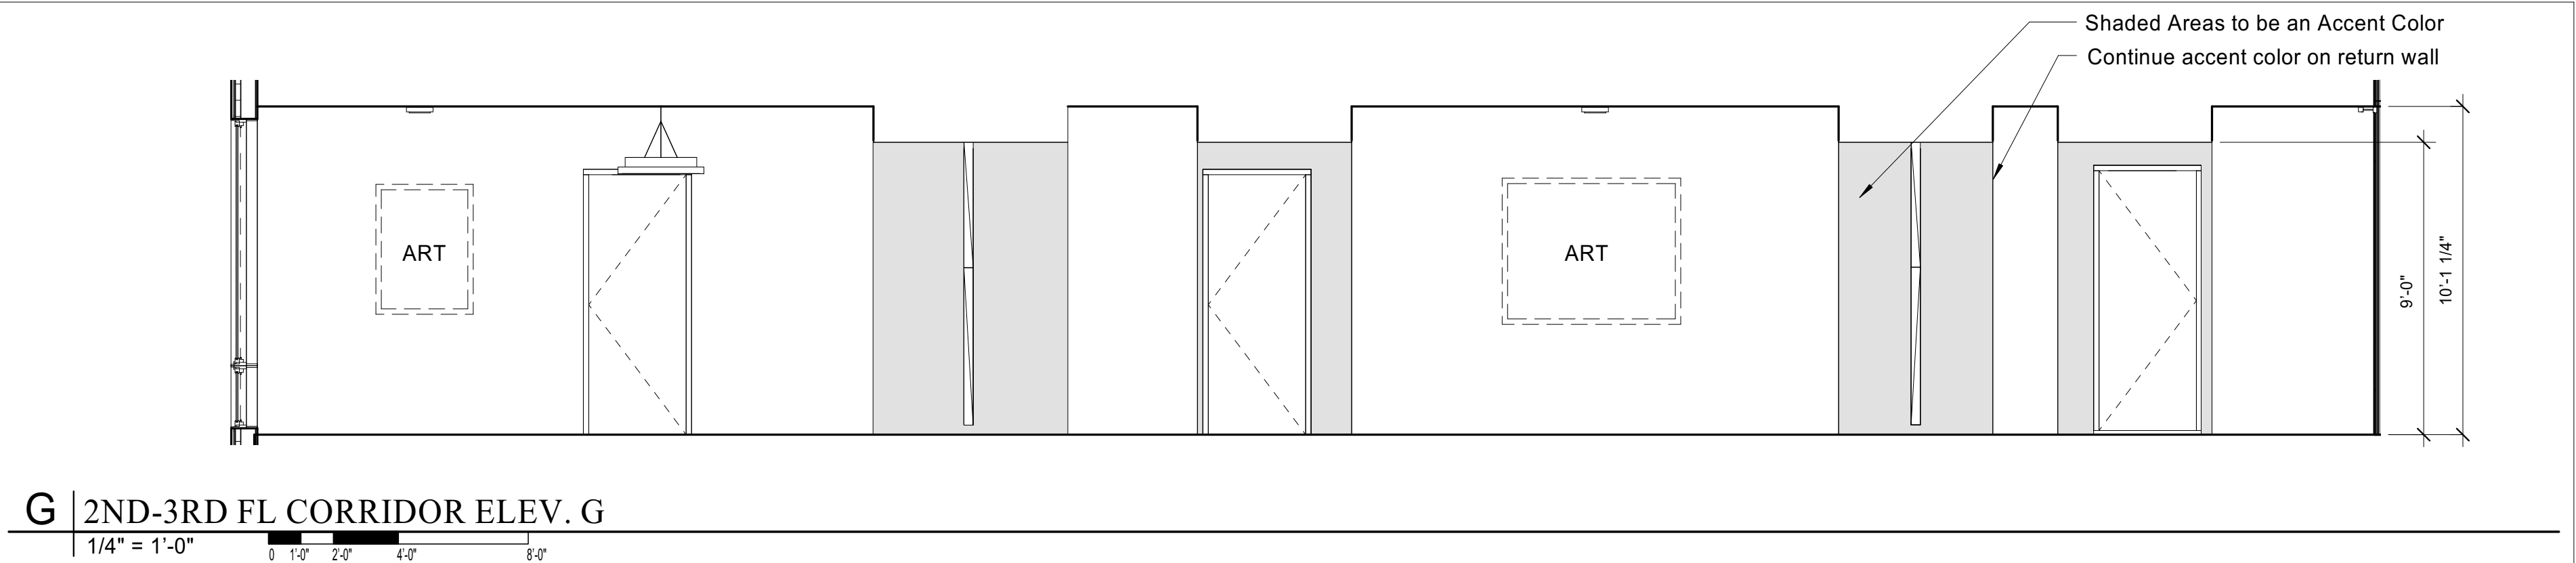 Shaded Areas to be an Accent Color
Continue accent color on return wall
ART
ART
9'-0"
10'-1 1/4"
G
2ND-3RD FL CORRIDOR ELEV. G
1/4" = 1'-0"
0 1'-0" 2'-0" 4'-0" 8'-0"